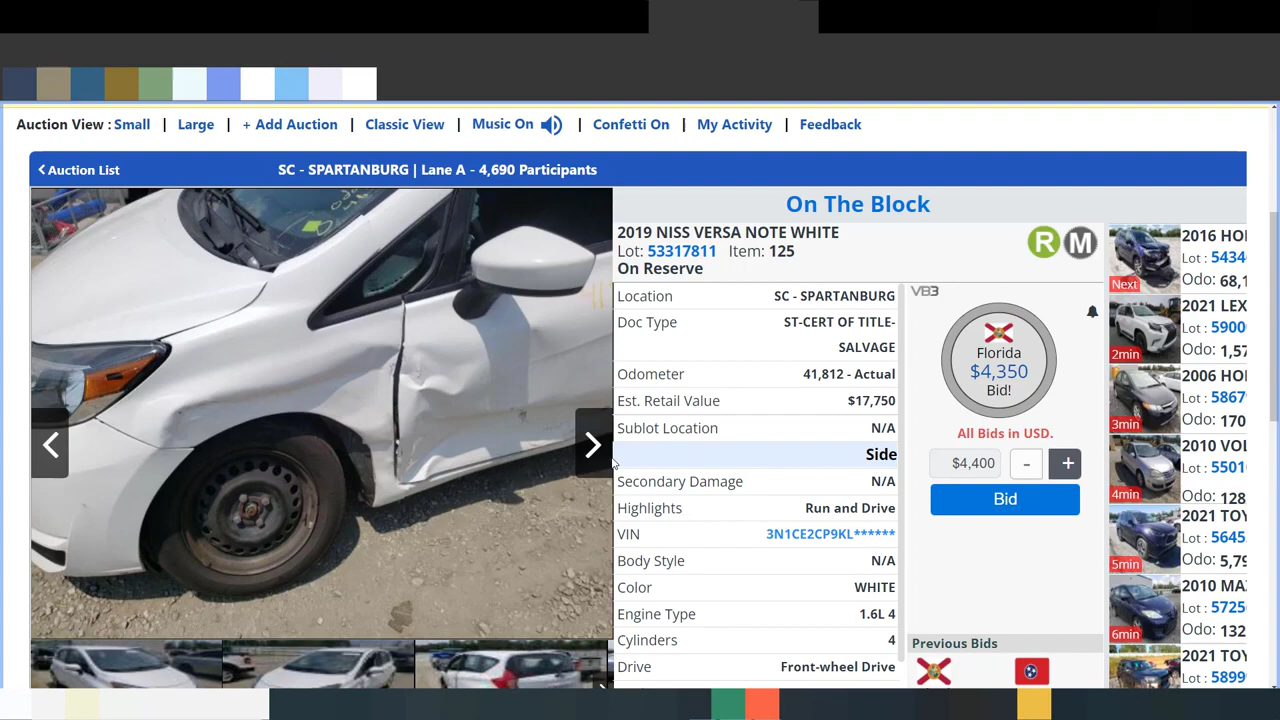 Auction View : Small | Large | + Add Auction | Classic View | Music On | Confetti On | My Activity | Feedback
Auction List
SC - SPARTANBURG | Lane A - 4,690 Participants
On The Block
2019 NISS VERSA NOTE WHITE
Lot: 53317811 Item: 125
On Reserve
R M
Location SC - SPARTANBURG
Doc Type ST-CERT OF TITLE-
SALVAGE
Odometer 41,812 - Actual
Est. Retail Value $17,750
Sublot Location N/A
Side
Secondary Damage N/A
Highlights Run and Drive
VIN 3N1CE2CP9KL******
Body Style N/A
Color WHITE
Engine Type 1.6L 4
Cylinders 4
Drive Front-wheel Drive
VB3
Florida
$4,350
Bid!
All Bids in USD.
$4,400 - +
Bid
Previous Bids
2016 HO
Lot : 5434
Odo: 68,1
Next
2021 LEX
Lot : 5900
Odo: 1,57
2min
2006 HO
Lot : 5867
Odo: 170
3min
2010 VOL
Lot : 5501
Odo: 128
4min
2021 TOY
Lot : 5645
Odo: 5,79
5min
2010 MA
Lot : 5725
Odo: 132
6min
2021 TOY
Lot : 5899